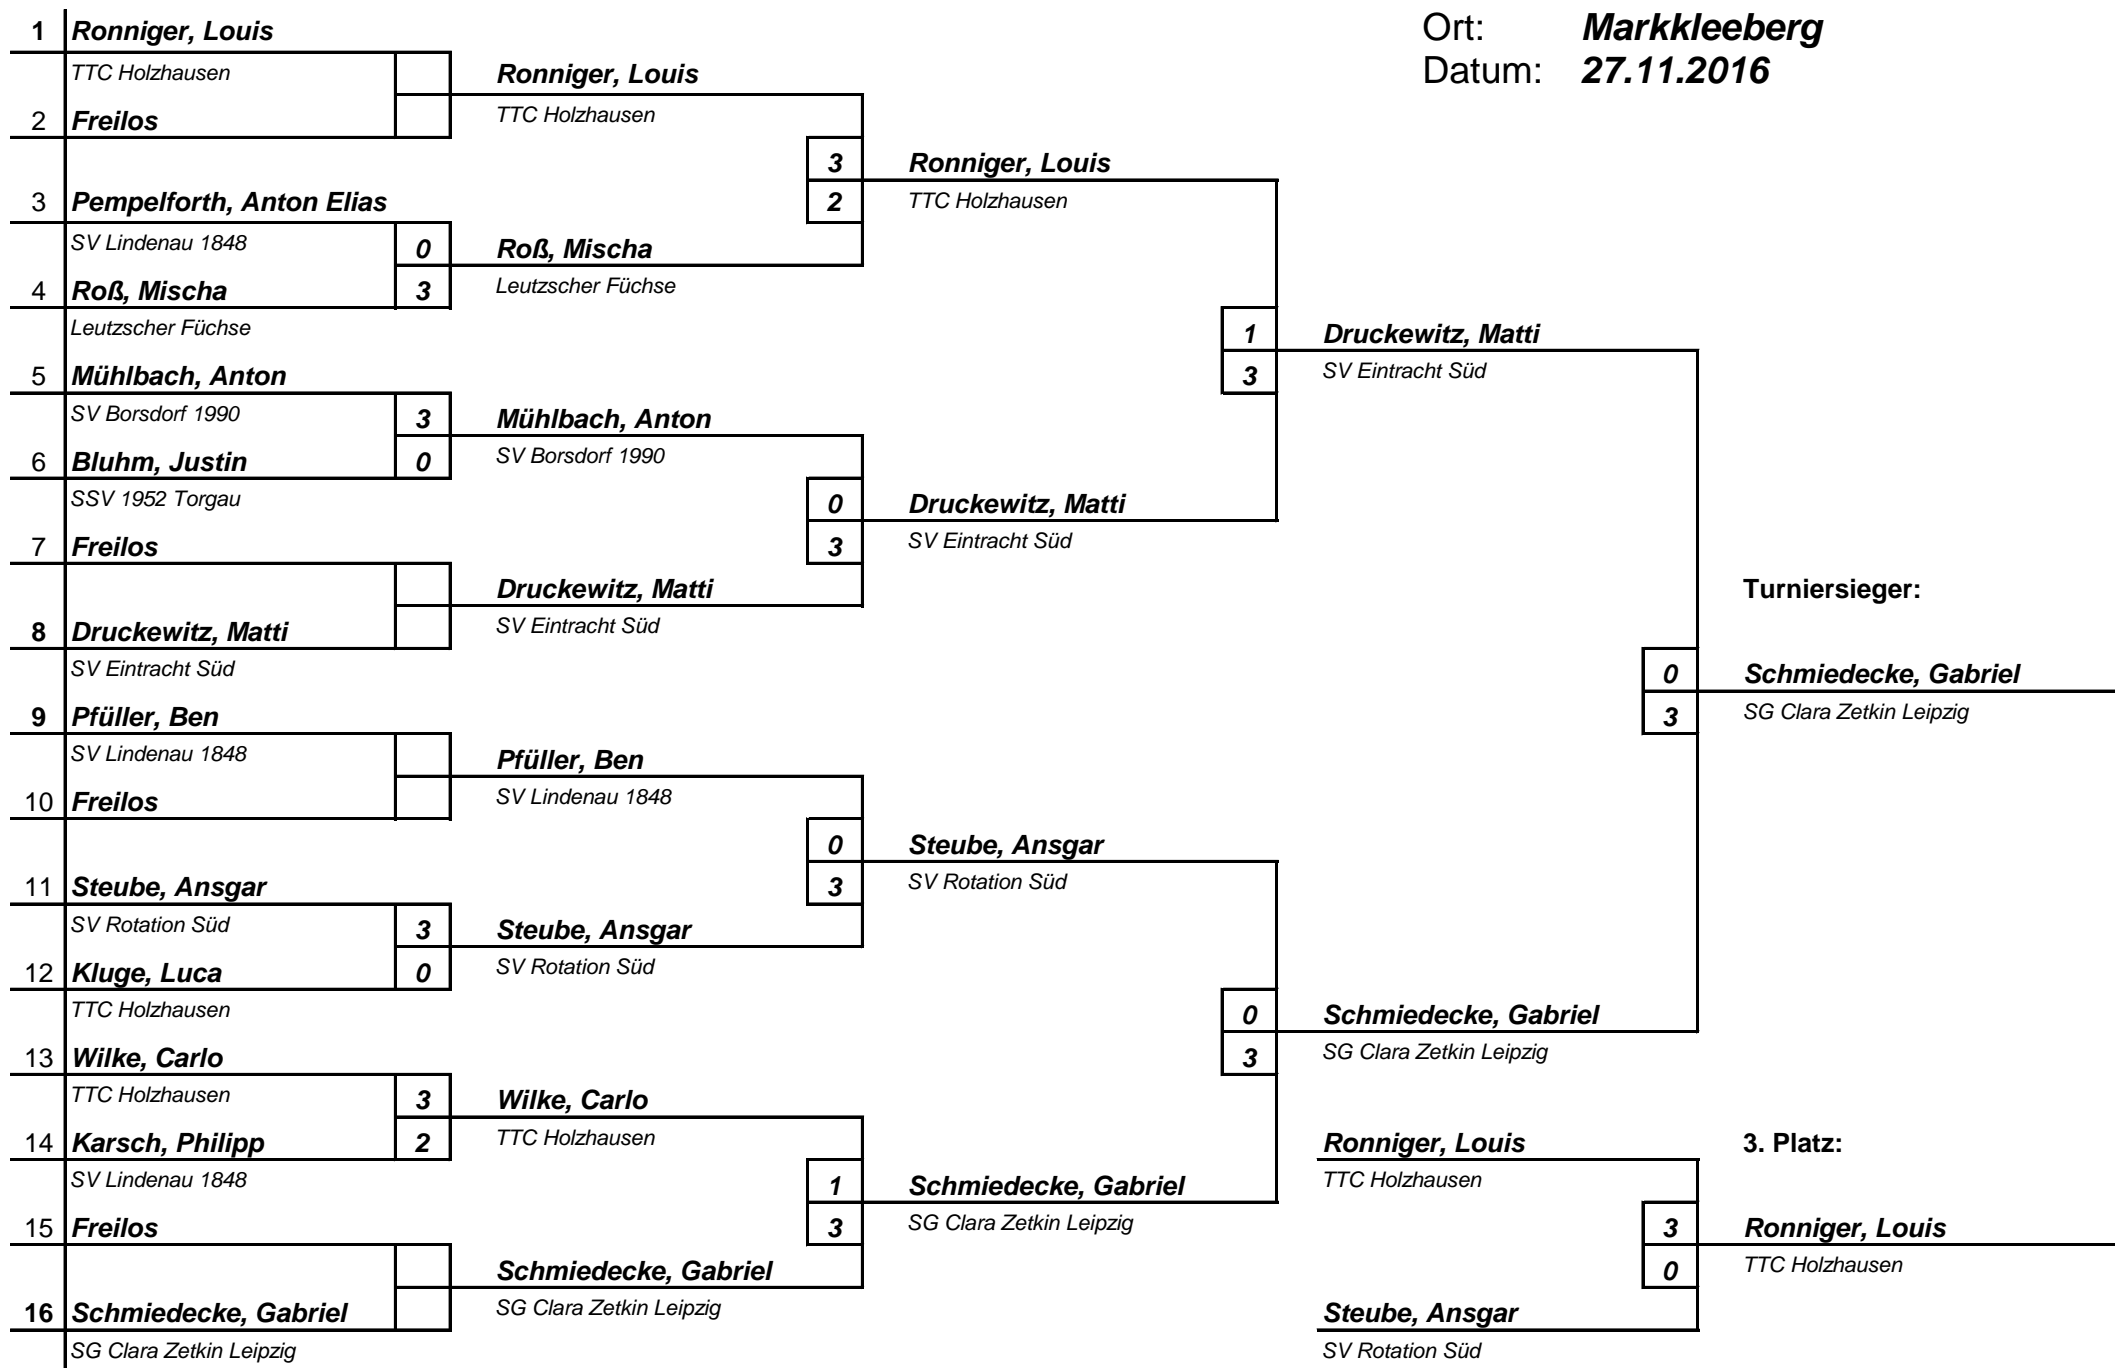 Ort: Markkleeberg
Datum: 27.11.2016
1 Ronniger, Louis
TTC Holzhausen
2 Freilos
3 Pempelforth, Anton Elias
SV Lindenau 1848
0
4 Roß, Mischa
3
Leutzscher Füchse
5 Mühlbach, Anton
SV Borsdorf 1990
3
6 Bluhm, Justin
0
SSV 1952 Torgau
7 Freilos
8 Druckewitz, Matti
SV Eintracht Süd
9 Pfüller, Ben
SV Lindenau 1848
10 Freilos
11 Steube, Ansgar
SV Rotation Süd
3
12 Kluge, Luca
0
TTC Holzhausen
13 Wilke, Carlo
TTC Holzhausen
3
14 Karsch, Philipp
2
SV Lindenau 1848
15 Freilos
16 Schmiedecke, Gabriel
SG Clara Zetkin Leipzig
Ronniger, Louis
TTC Holzhausen
3
2
Roß, Mischa
Leutzscher Füchse
Mühlbach, Anton
SV Borsdorf 1990
0
3
Druckewitz, Matti
SV Eintracht Süd
Pfüller, Ben
SV Lindenau 1848
0
3
Steube, Ansgar
SV Rotation Süd
Wilke, Carlo
TTC Holzhausen
1
3
Schmiedecke, Gabriel
SG Clara Zetkin Leipzig
Ronniger, Louis
TTC Holzhausen
1
3
Druckewitz, Matti
SV Eintracht Süd
Steube, Ansgar
SV Rotation Süd
0
3
Schmiedecke, Gabriel
SG Clara Zetkin Leipzig
Druckewitz, Matti
SV Eintracht Süd
0
3
Schmiedecke, Gabriel
SG Clara Zetkin Leipzig
Turniersieger:
Schmiedecke, Gabriel
SG Clara Zetkin Leipzig
Ronniger, Louis
TTC Holzhausen
3
0
Steube, Ansgar
SV Rotation Süd
3. Platz:
Ronniger, Louis
TTC Holzhausen